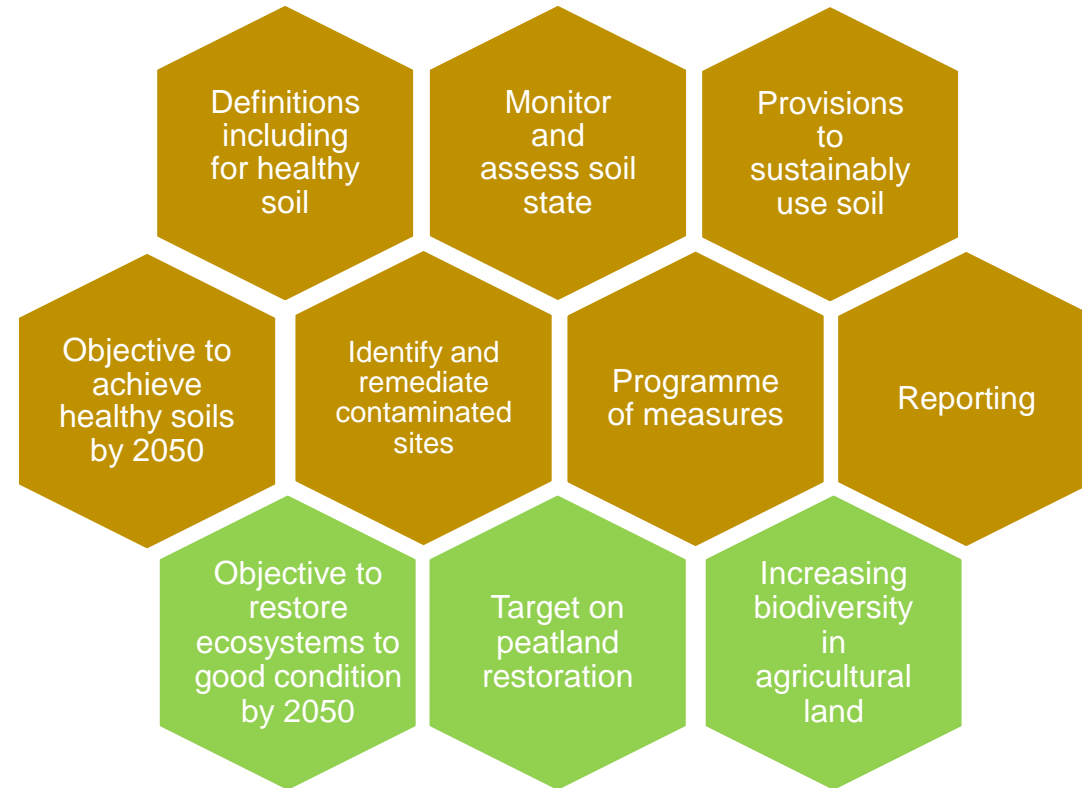 Definitions
including
for healthy
soil
Monitor
and
assess soil
state
Provisions
to
sustainably
use soil
Objective to
achieve
healthy soils
by 2050
Identify and
remediate
contaminated
sites
Programme
of measures
Reporting
Objective to
restore
ecosystems to
good condition
by 2050
Target on
peatland
restoration
Increasing
biodiversity
in
agricultural
land